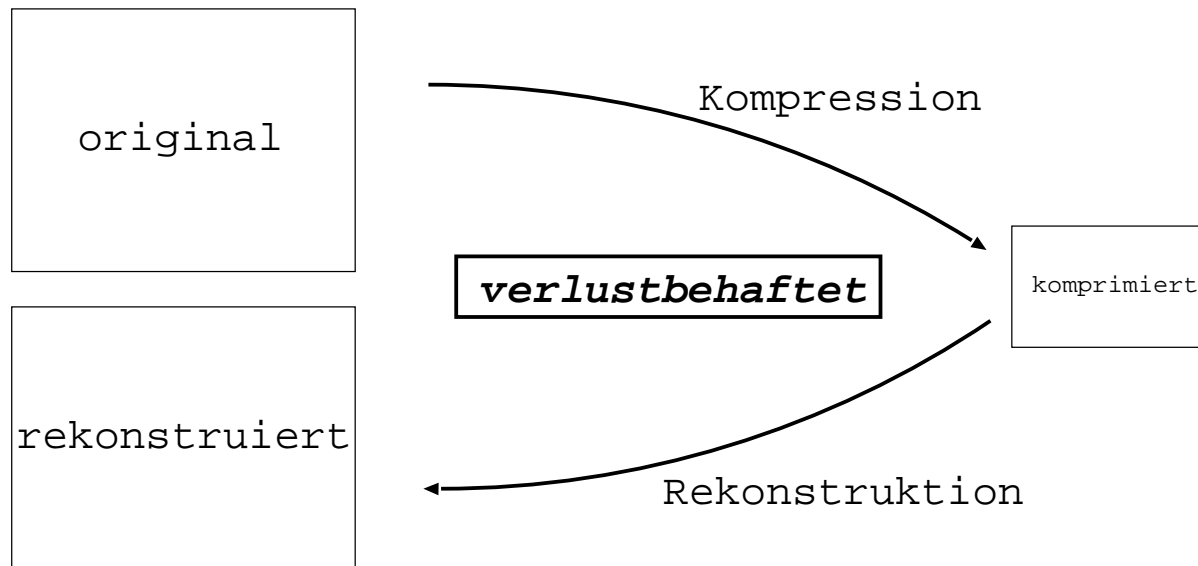 original
Kompression
verlustbehaftet
komprimiert
rekonstruiert
Rekonstruktion